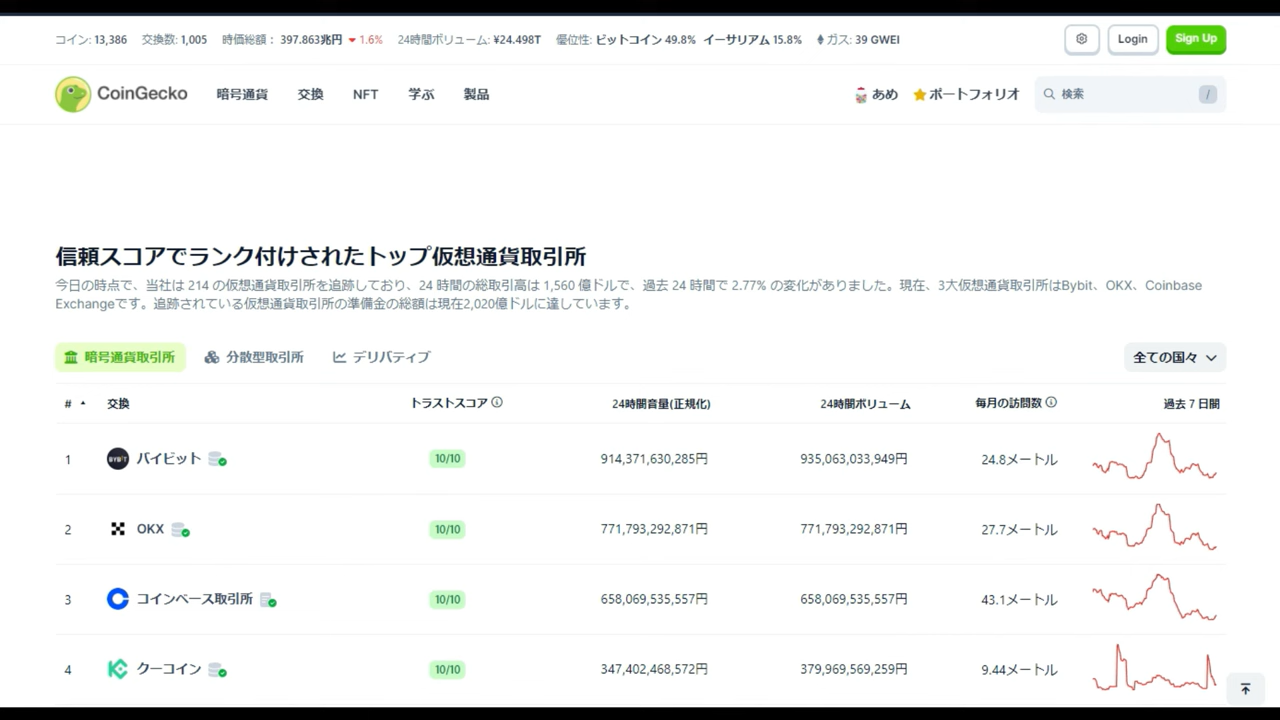 コイン: 13,386 交換数: 1,005 時価総額： 397.863兆円 1.6% 24時間ボリューム: ¥24.498T 優位性: ビットコイン 49.8% イーサリアム 15.8% ガス: 39 GWEI Login Sign Up
CoinGecko 暗号通貨 交換 NFT 学ぶ 製品 あめ ポートフォリオ 検索 /
信頼スコアでランク付けされたトップ仮想通貨取引所
今日の時点で、当社は 214 の仮想通貨取引所を追跡しており、24 時間の総取引高は 1,560 億ドルで、過去 24 時間で 2.77% の変化がありました。現在、3大仮想通貨取引所はBybit、OKX、Coinbase
Exchangeです。追跡されている仮想通貨取引所の準備金の総額は現在2,020億ドルに達しています。
暗号通貨取引所 分散型取引所 デリバティブ 全ての国々
# 交換 トラストスコア 24時間音量(正規化) 24時間ボリューム 毎月の訪問数 過去 7 日間
1 BYBIT バイビット 10/10 914,371,630,285円 935,063,033,949円 24.8メートル
2 OKX 10/10 771,793,292,871円 771,793,292,871円 27.7メートル
3 コインベース取引所 10/10 658,069,535,557円 658,069,535,557円 43.1メートル
4 クーコイン 10/10 347,402,468,572円 379,969,569,259円 9.44メートル